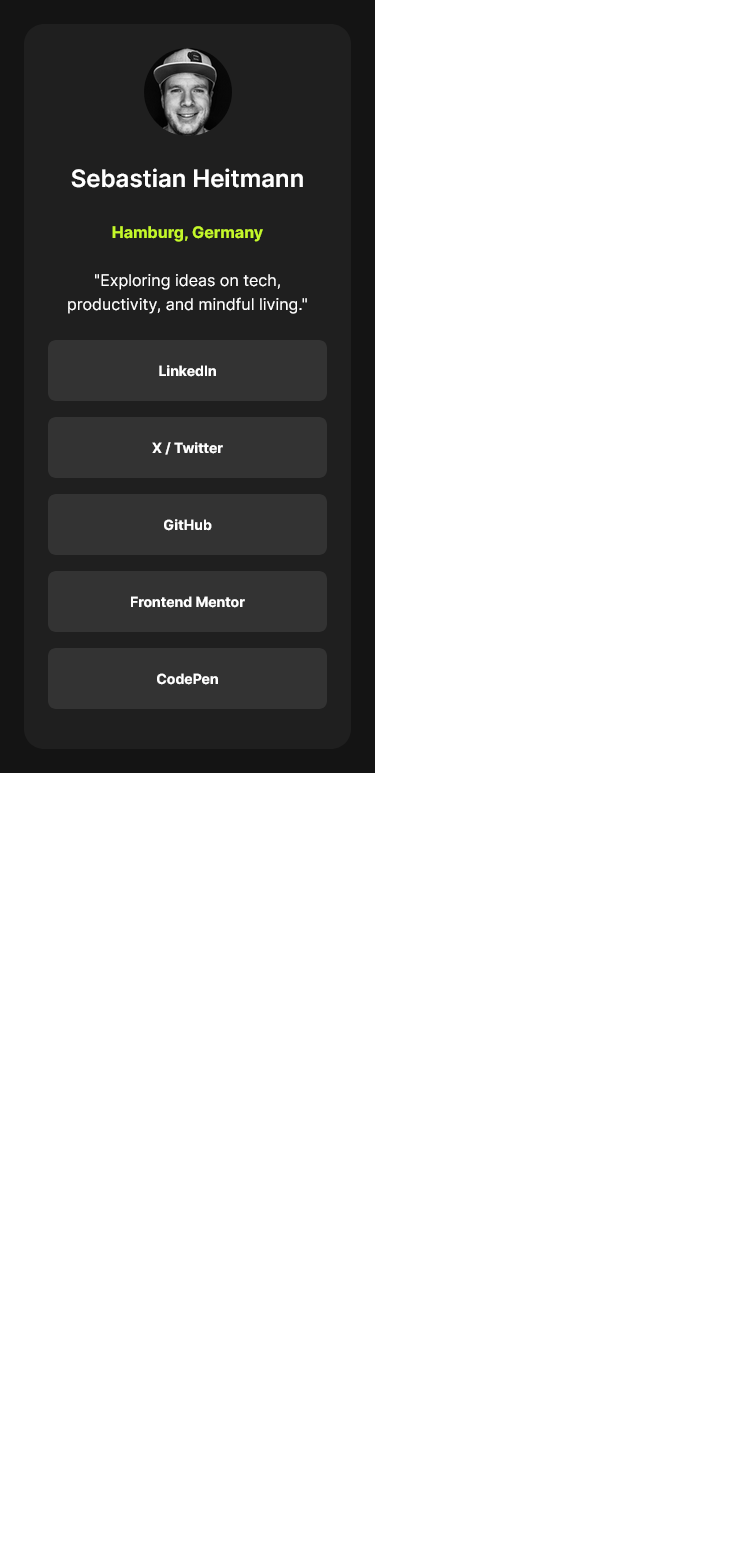 Sebastian Heitmann
Hamburg, Germany
"Exploring ideas on tech,
productivity, and mindful living."
LinkedIn
X / Twitter
GitHub
Frontend Mentor
CodePen